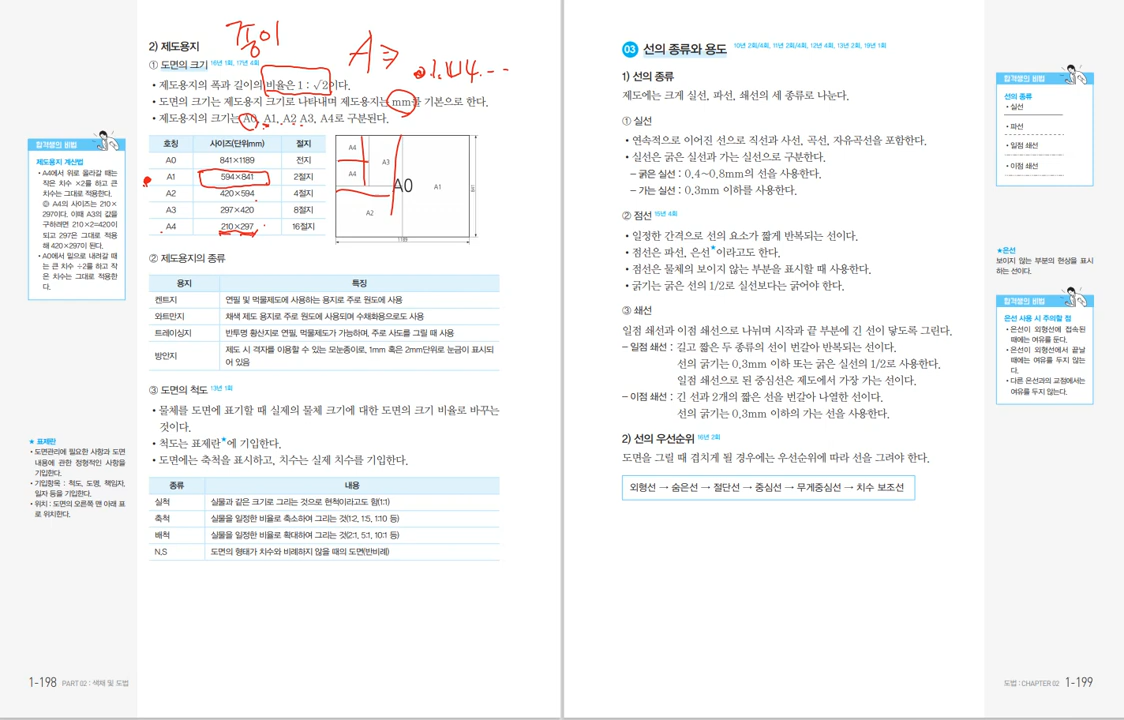 종이
A ⇒
1.414...
2) 제도용지
① 도면의 크기 16년 1회, 17년 4회
• 제도용지의 폭과 길이의 비율은 1 : √2이다.
• 도면의 크기는 제도용지 크기로 나타내며 제도용지는 mm를 기본으로 한다.
• 제도용지의 크기는 A0, A1, A2 A3, A4로 구분된다.
호칭 사이즈(단위mm) 절지
A0 841×1189 전지
A1 594×841 2절지
A2 420×594 4절지
A3 297×420 8절지
A4 210×297 16절지
A4
A3
A4
A0
A1
A2
841
1189
합격생의 비법
제도용지 계산법
• A4에서 위로 올라갈 때는
작은 치수 ×2를 하고 큰
치수는 그대로 적용한다.
◎ A4의 사이즈는 210×
297이다. 이때 A3의 값을
구하려면 210×2=420이
되고 297은 그대로 적용
해 420×297이 된다.
• A0에서 밑으로 내려갈 때
는 큰 치수 ÷2를 하고 작
은 치수는 그대로 적용한
다.
② 제도용지의 종류
용지 특징
켄트지 연필 및 먹물제도에 사용하는 용지로 주로 원도에 사용
와트만지 채색 제도 용지로 주로 원도에 사용되며 수채화용으로도 사용
트레이싱지 반투명 황산지로 연필, 먹물제도가 가능하며, 주로 사도를 그릴 때 사용
방안지 제도 시 격자를 이용할 수 있는 모눈종이로, 1mm 혹은 2mm단위로 눈금이 표시되
어 있음
③ 도면의 척도 13년 1회
• 물체를 도면에 표기할 때 실제의 물체 크기에 대한 도면의 크기 비율로 바꾸는
것이다.
• 척도는 표제란★에 기입한다.
• 도면에는 축척을 표시하고, 치수는 실제 치수를 기입한다.
★ 표제란
• 도면관리에 필요한 사항과 도면
내용에 관한 정형적인 사항을
기입한다.
• 기입항목 : 척도, 도명, 책임자,
일자 등을 기입한다.
• 위치 : 도면의 오른쪽 맨 아래 표
로 위치한다.
종류 내용
실척 실물과 같은 크기로 그리는 것으로 현척이라고도 함(1:1)
축척 실물을 일정한 비율로 축소하여 그리는 것(1:2, 1:5, 1:10 등)
배척 실물을 일정한 비율로 확대하여 그리는 것(2:1, 5:1, 10:1 등)
N.S 도면의 형태가 치수와 비례하지 않을 때의 도면(반비례)
1-198 PART 02 : 색채 및 도법
03 선의 종류와 용도 10년 2회/4회, 11년 2회/4회, 12년 4회, 13년 2회, 19년 1회
1) 선의 종류
제도에는 크게 실선, 파선, 쇄선의 세 종류로 나눈다.
① 실선
• 연속적으로 이어진 선으로 직선과 사선, 곡선, 자유곡선을 포함한다.
• 실선은 굵은 실선과 가는 실선으로 구분한다.
– 굵은 실선 : 0.4~0.8mm의 선을 사용한다.
– 가는 실선 : 0.3mm 이하를 사용한다.
② 점선 15년 4회
• 일정한 간격으로 선의 요소가 짧게 반복되는 선이다.
• 점선은 파선, 은선★이라고도 한다.
• 점선은 물체의 보이지 않는 부분을 표시할 때 사용한다.
• 굵기는 굵은 선의 1/2로 실선보다는 굵어야 한다.
③ 쇄선
일점 쇄선과 이점 쇄선으로 나뉘며 시작과 끝 부분에 긴 선이 닿도록 그린다.
– 일점 쇄선 : 길고 짧은 두 종류의 선이 번갈아 반복되는 선이다.
선의 굵기는 0.3mm 이하 또는 굵은 실선의 1/2로 사용한다.
일점 쇄선으로 된 중심선은 제도에서 가장 가는 선이다.
– 이점 쇄선 : 긴 선과 2개의 짧은 선을 번갈아 나열한 선이다.
선의 굵기는 0.3mm 이하의 가는 선을 사용한다.
2) 선의 우선순위 16년 2회
도면을 그릴 때 겹치게 될 경우에는 우선순위에 따라 선을 그려야 한다.
외형선 → 숨은선 → 절단선 → 중심선 → 무게중심선 → 치수 보조선
합격생의 비법
선의 종류
• 실선
• 파선
• 일점 쇄선
• 이점 쇄선
★은선
보이지 않는 부분의 현상을 표시
하는 선이다.
합격생의 비법
은선 사용 시 주의할 점
• 은선이 외형선에 접속된
때에는 여유를 둔다.
• 은선이 외형선에서 끝날
때에는 여유를 두지 않는
다.
• 다른 은선과의 교점에서는
여유를 두지 않는다.
도법 : CHAPTER 02 1-199